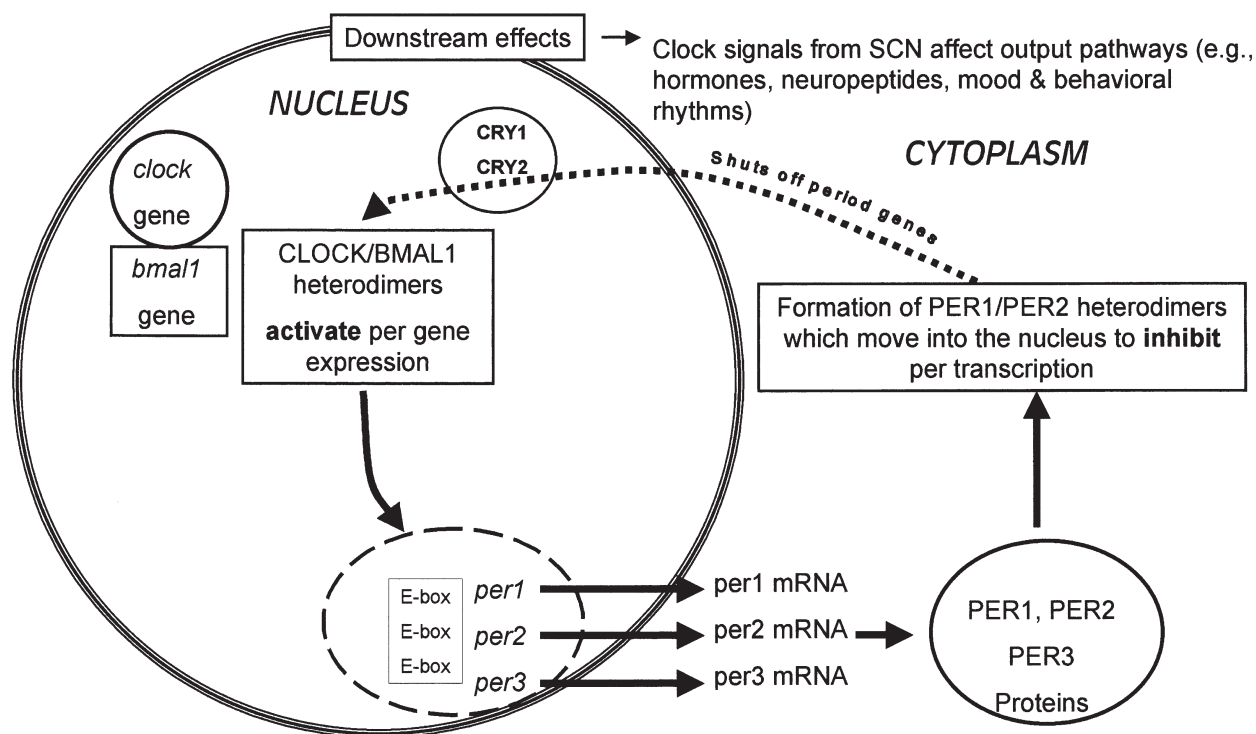 Downstream effects
Clock signals from SCN affect output pathways (e.g.,
hormones, neuropeptides, mood & behavioral
rhythms)
NUCLEUS
CYTOPLASM
CRY1
CRY2
Shuts off period genes
clock
gene
bmal1
gene
CLOCK/BMAL1
heterodimers
activate per gene
expression
Formation of PER1/PER2 heterodimers
which move into the nucleus to inhibit
per transcription
E-box
E-box
E-box
per1
per2
per3
per1 mRNA
per2 mRNA
per3 mRNA
PER1, PER2
PER3
Proteins